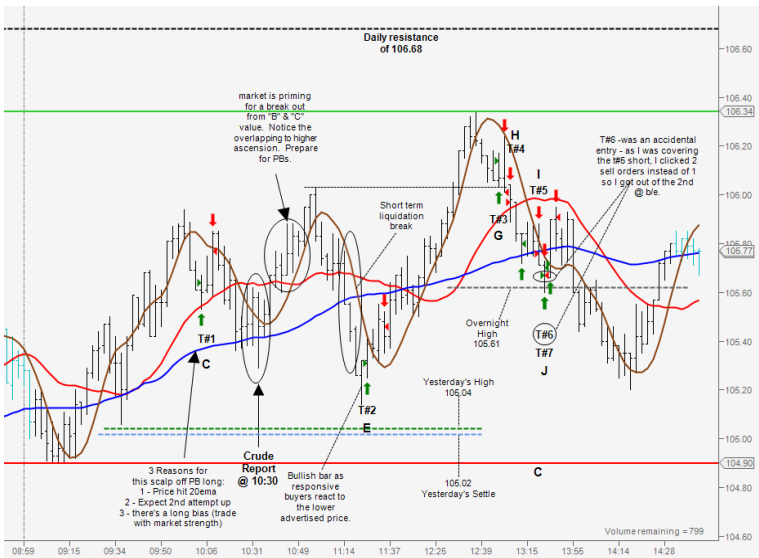 Daily resistance
of 106.68
106.60
106.40
106.34
106.20
106.00
105.80
105.77
105.60
105.40
105.20
105.00
104.90
104.80
104.60
market is priming
for a break out
from "B" & "C"
value. Notice the
overlapping to higher
ascension. Prepare
for PBs.
Short term
liquidation
break
H
T#4
I
T#5
T#3
G
T#6 -was an accidental
entry - as I was covering
the t#5 short, I clicked 2
sell orders instead of 1
so I got out of the 2nd
@ b/e.
T#1
C
Overnight
High
105.61
T#6
T#7
J
T#2
E
Yesterday's High
105.04
3 Reasons for
this scalp off PB long:
1 - Price hit 20ema
2 - Expect 2nd attempt up
3 - there's a long bias (trade
with market strength)
Crude
Report
@ 10:30
Bullish bar as
responsive
buyers react to
the lower
advertised price.
105.02
Yesterday's Settle
C
Volume remaining = 799
08:59
09:15
09:34
09:50
10:06
10:31
10:49
11:14
11:37
12:25
12:39
13:15
13:55
14:14
14:28